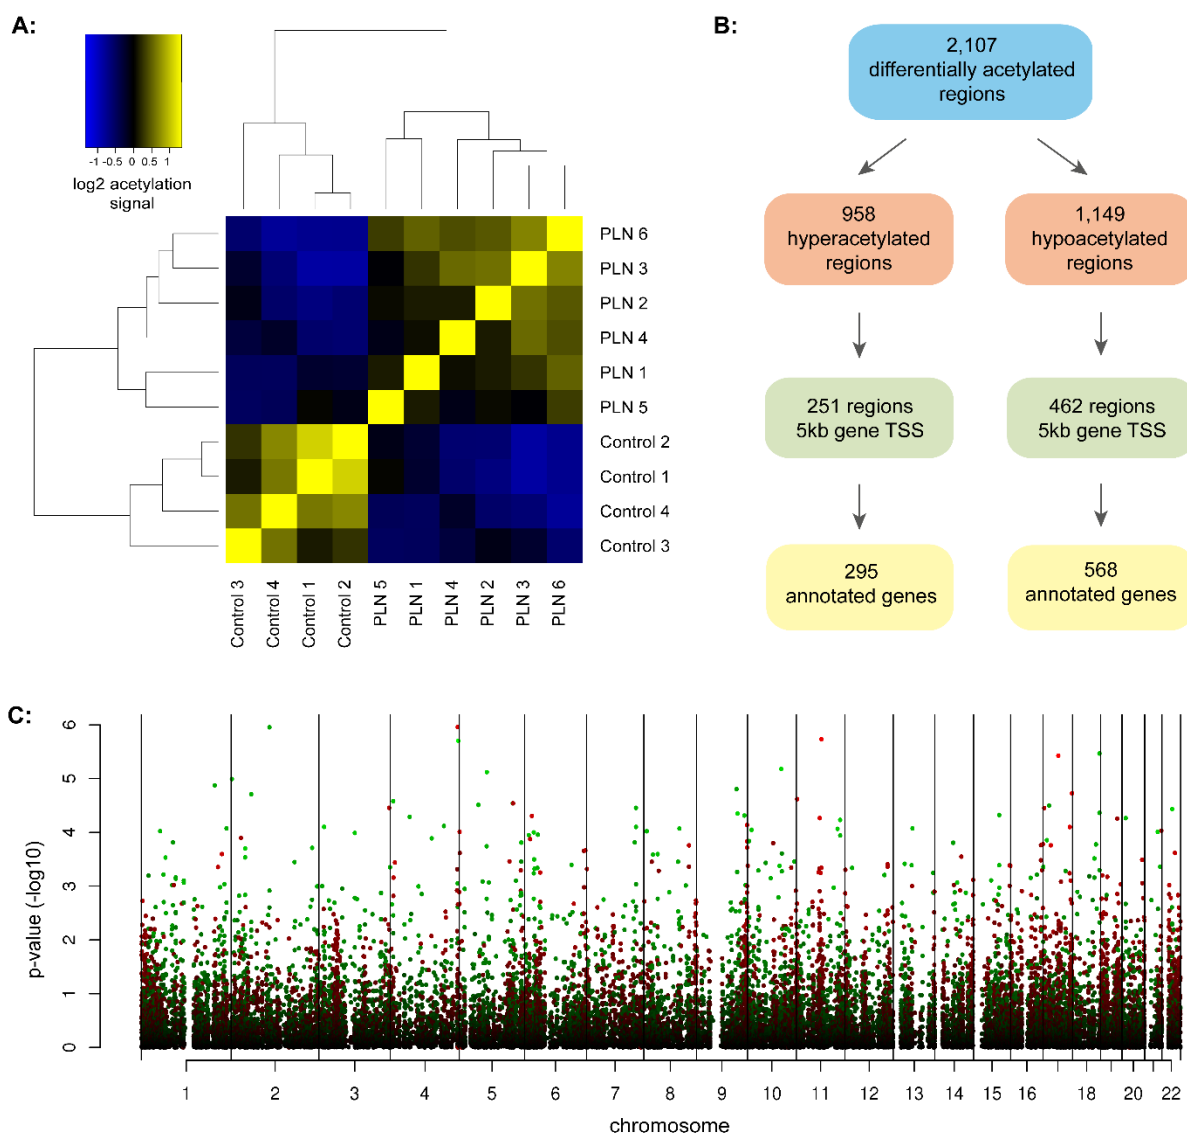 A:
-1 -0.5 0 0.5 1
log2 acetylation
signal
PLN 6
PLN 3
PLN 2
PLN 4
PLN 1
PLN 5
Control 2
Control 1
Control 4
Control 3
Control 3
Control 4
Control 1
Control 2
PLN 5
PLN 1
PLN 4
PLN 2
PLN 3
PLN 6
B:
2,107
differentially acetylated
regions
958
hyperacetylated
regions
1,149
hypoacetylated
regions
251 regions
5kb gene TSS
462 regions
5kb gene TSS
295
annotated genes
568
annotated genes
C:
p-value (-log10)
6
5
4
3
2
1
0
1 2 3 4 5 6 7 8 9 10 11 12 13 14 15 16 18 20 22
chromosome